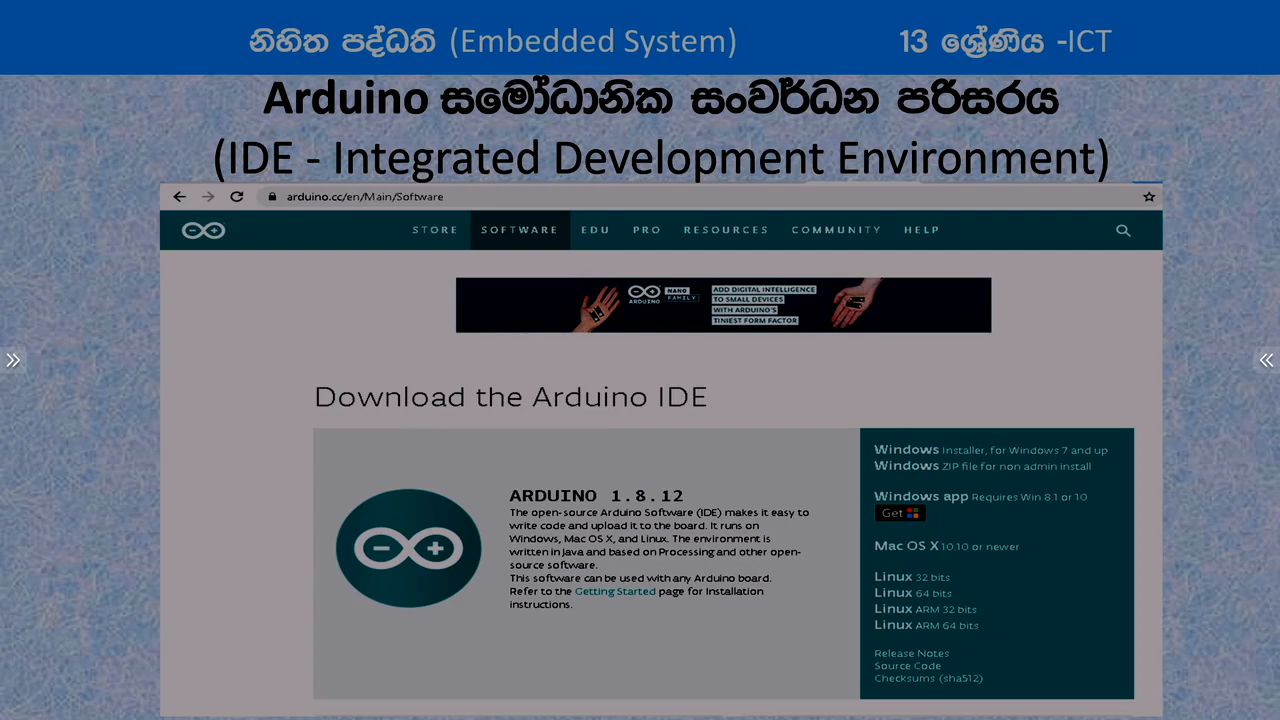 නිහිත පද්ධති (Embedded System) 13 ශ්‍රේණිය -ICT
Arduino සමෝධානික සංවර්ධන පරිසරය
(IDE - Integrated Development Environment)
arduino.cc/en/Main/Software
STORE SOFTWARE EDU PRO RESOURCES COMMUNITY HELP
ARDUINO NANO FAMILY
ADD DIGITAL INTELLIGENCE
TO SMALL DEVICES
WITH ARDUINO'S
TINIEST FORM FACTOR
Download the Arduino IDE
ARDUINO 1.8.12
The open-source Arduino Software (IDE) makes it easy to
write code and upload it to the board. It runs on
Windows, Mac OS X, and Linux. The environment is
written in Java and based on Processing and other open-
source software.
This software can be used with any Arduino board.
Refer to the Getting Started page for Installation
instructions.
Windows Installer, for Windows 7 and up
Windows ZIP file for non admin install
Windows app Requires Win 8.1 or 10
Get
Mac OS X 10.10 or newer
Linux 32 bits
Linux 64 bits
Linux ARM 32 bits
Linux ARM 64 bits
Release Notes
Source Code
Checksums (sha512)